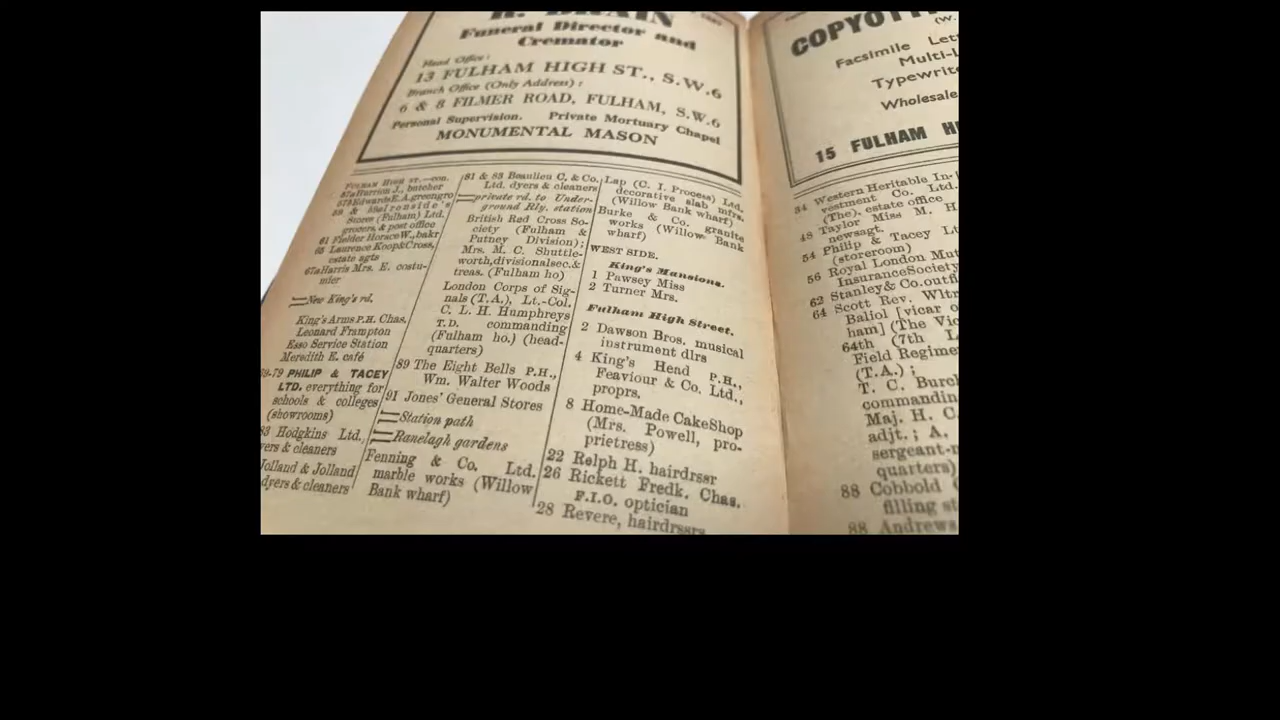 H. BRAIN
Funeral Director and
Cremator
Head Office:
13 FULHAM HIGH ST., S.W.6
Branch Office (Only Address):
6 & 8 FILMER ROAD, FULHAM, S.W.6
Personal Supervision. Private Mortuary Chapel
MONUMENTAL MASON
FULHAM HIGH ST.—con.
57a Burrion J., butcher
57B Edwards E. A. greengro
59 & Melronside's
Stores (Fulham) Ltd.
grocers, & post office
61 Fielder Horace W., bakr
65 Laurence Koop & Cross,
estate agts
67a Harris Mrs. E. costu-
mier
New King's rd.
King's Arms P.H. Chas.
Leonard Frampton
Esso Service Station
Meredith E. café
69-79 PHILIP & TACEY
LTD. everything for
schools & colleges
(showrooms)
83 Hodgkins Ltd.
yers & cleaners
Jolland & Jolland
dyers & cleaners
81 & 83 Beaulieu C, & Co.
Ltd. dyers & cleaners
private rd. to Under-
ground Rly. station
British Red Cross So-
ciety (Fulham &
Putney Division);
Mrs. M. C. Shuttle-
worth, divisional sec. &
treas. (Fulham ho)
London Corps of Sig-
nals (T.A.), Lt.-Col.
C. L. H. Humphreys
T.D. commanding
(Fulham ho.) (head-
quarters)
89 The Eight Bells P.H.,
Wm. Walter Woods
91 Jones' General Stores
Station path
Ranelagh gardens
Fenning & Co. Ltd.
marble works (Willow
Bank wharf)
Lap (C. I. Process) Ltd.
decorative slab mfrs.
(Willow Bank wharf)
Burke & Co. granite
works (Willow Bank
wharf)
WEST SIDE.
King's Mansions.
1 Pawsey Miss
2 Turner Mrs.
Fulham High Street.
2 Dawson Bros. musical
instrument dlrs
4 King's Head P.H.,
Feaviour & Co. Ltd.,
proprs.
8 Home-Made CakeShop
(Mrs. Powell, pro-
prietress)
22 Relph H. hairdrssr
26 Rickett Fredk. Chas.
F.I.O. optician
28 Revere, hairdrssrs
COPYOT
(W.
Facsimile Let
Multi-L
Typewrit
Wholesale
15 FULHAM H
34 Western Heritable In-
vestment Co. Ltd.
(The). estate office
48 Taylor Miss M. H
newsagt.
54 Philip & Tacey Lt
(storeroom)
56 Royal London Mut
Insurance Society
62 Stanley & Co. outfi
64 Scott Rev. Wltr
Baliol [vicar o
ham] (The Vic
64th (7th L
Field Regime
(T.A.);
T. C. Burch
commandin
Maj. H. C.
adjt.; A.
sergeant-m
quarters)
88 Cobbold
filling st
88 Andrews